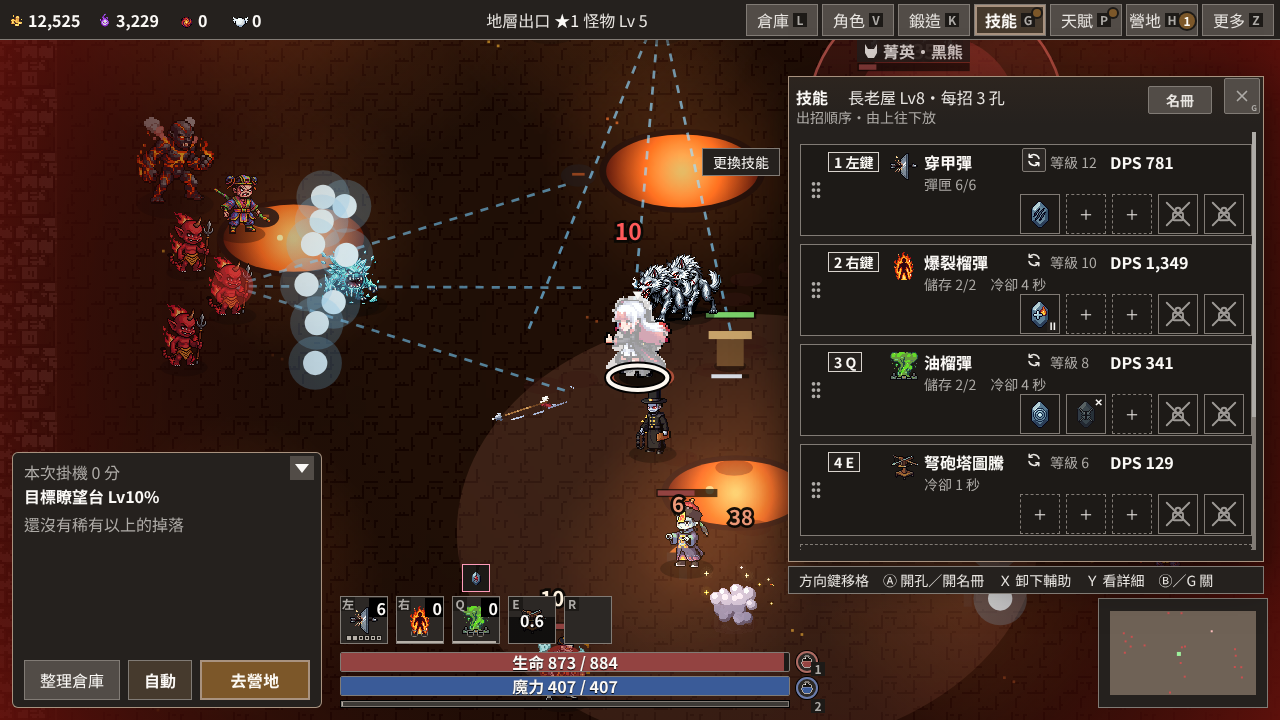 12,525 3,229 0 0
地層出口 ★1 怪物 Lv 5
倉庫 L 角色 V 鍛造 K 技能 G 天賦 P 營地 H 1 更多 Z
菁英・黑熊
技能 長老屋 Lv8・每招 3 孔
名冊
G
出招順序・由上往下放
更換技能
1 左鍵 穿甲彈 等級 12 DPS 781
彈匣 6/6
+ +
2 右鍵 爆裂榴彈 等級 10 DPS 1,349
儲存 2/2 冷卻 4 秒
+ +
3 Q 油榴彈 等級 8 DPS 341
儲存 2/2 冷卻 4 秒
+
4 E 弩砲塔圖騰 等級 6 DPS 129
冷卻 1 秒
+ + +
方向鍵移格 Ⓐ 開孔／開名冊 X 卸下輔助 Y 看詳細 Ⓑ／G 關
10
6
38
10
本次掛機 0 分
目標瞭望台 Lv10%
還沒有稀有以上的掉落
整理倉庫 自動 去營地
左 6 右 0 Q 0 E 0.6 R
生命 873 / 884
1
魔力 407 / 407
2